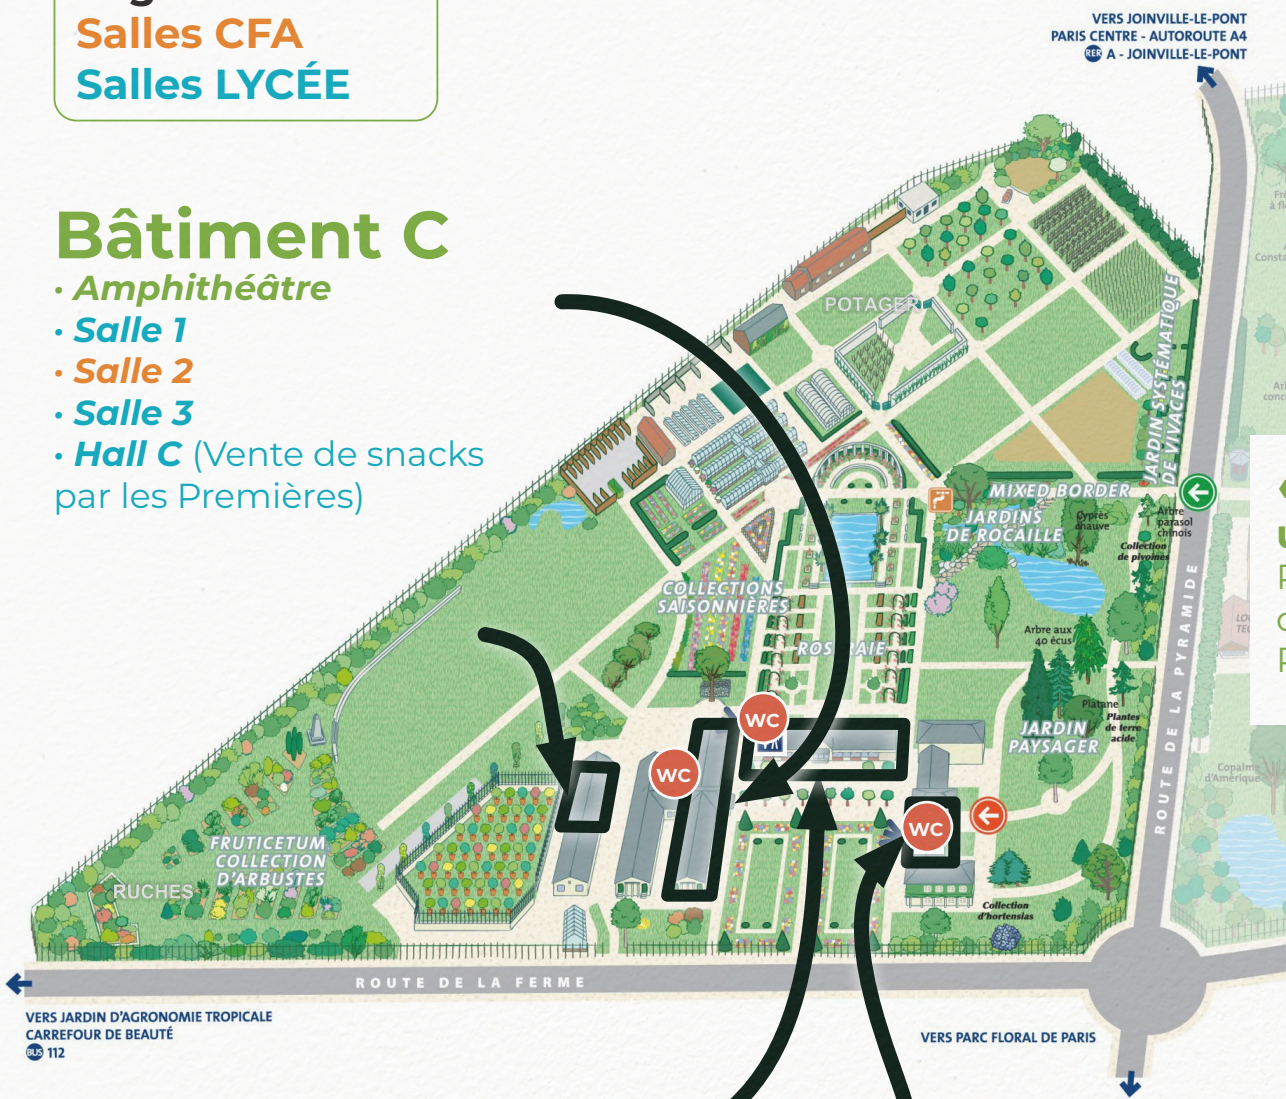 Salles CFA
Salles LYCÉE
VERS JOINVILLE-LE-PONT
PARIS CENTRE - AUTOROUTE A4
RER A - JOINVILLE-LE-PONT
Bâtiment C
· Amphithéâtre
· Salle 1
· Salle 2
· Salle 3
· Hall C (Vente de snacks
par les Premières)
POTAGER
JARDIN SYSTÉMATIQUE
DE VIVACES
MIXED BORDER
JARDINS
DE ROCAILLE
Cyprès
chauve
Arbre
parasol
chinois
Collection
de pivoines
COLLECTIONS
SAISONNIÈRES
ROSERAIE
Arbre aux
40 écus
Platane
Plantes
de terre
acide
JARDIN
PAYSAGER
ROUTE DE LA PYRAMIDE
Copalme
d'Amérique
WC
WC
WC
FRUTICETUM
COLLECTION
D'ARBUSTES
RUCHES
Collection
d'hortensias
ROUTE DE LA FERME
VERS JARDIN D'AGRONOMIE TROPICALE
CARREFOUR DE BEAUTÉ
BUS 112
VERS PARC FLORAL DE PARIS